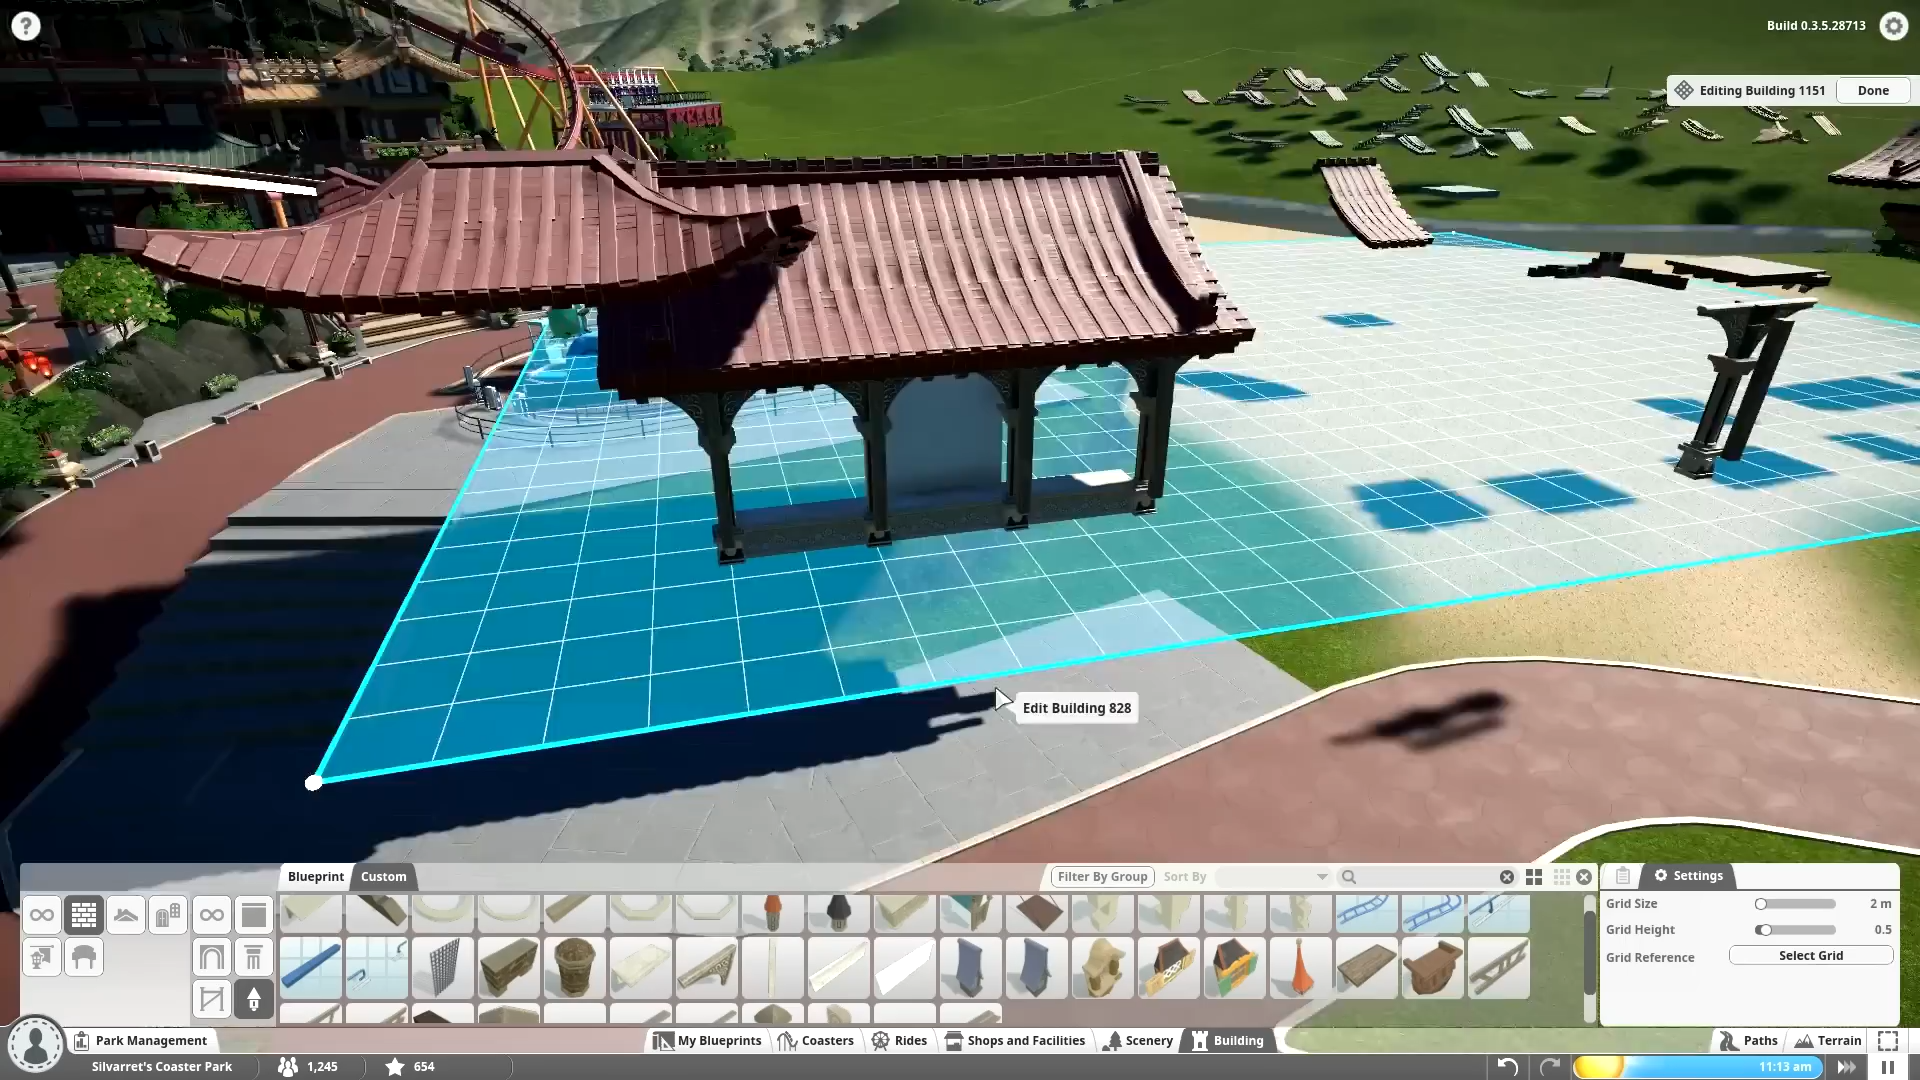 ?
Build 0.3.5.28713
Editing Building 1151
Done
Edit Building 828
Blueprint
Custom
Filter By Group
Sort By
Settings
Grid Size
2 m
Grid Height
0.5
Grid Reference
Select Grid
Park Management
My Blueprints
Coasters
Rides
Shops and Facilities
Scenery
Building
Paths
Terrain
Silvarret's Coaster Park
1,245
654
11:13 am